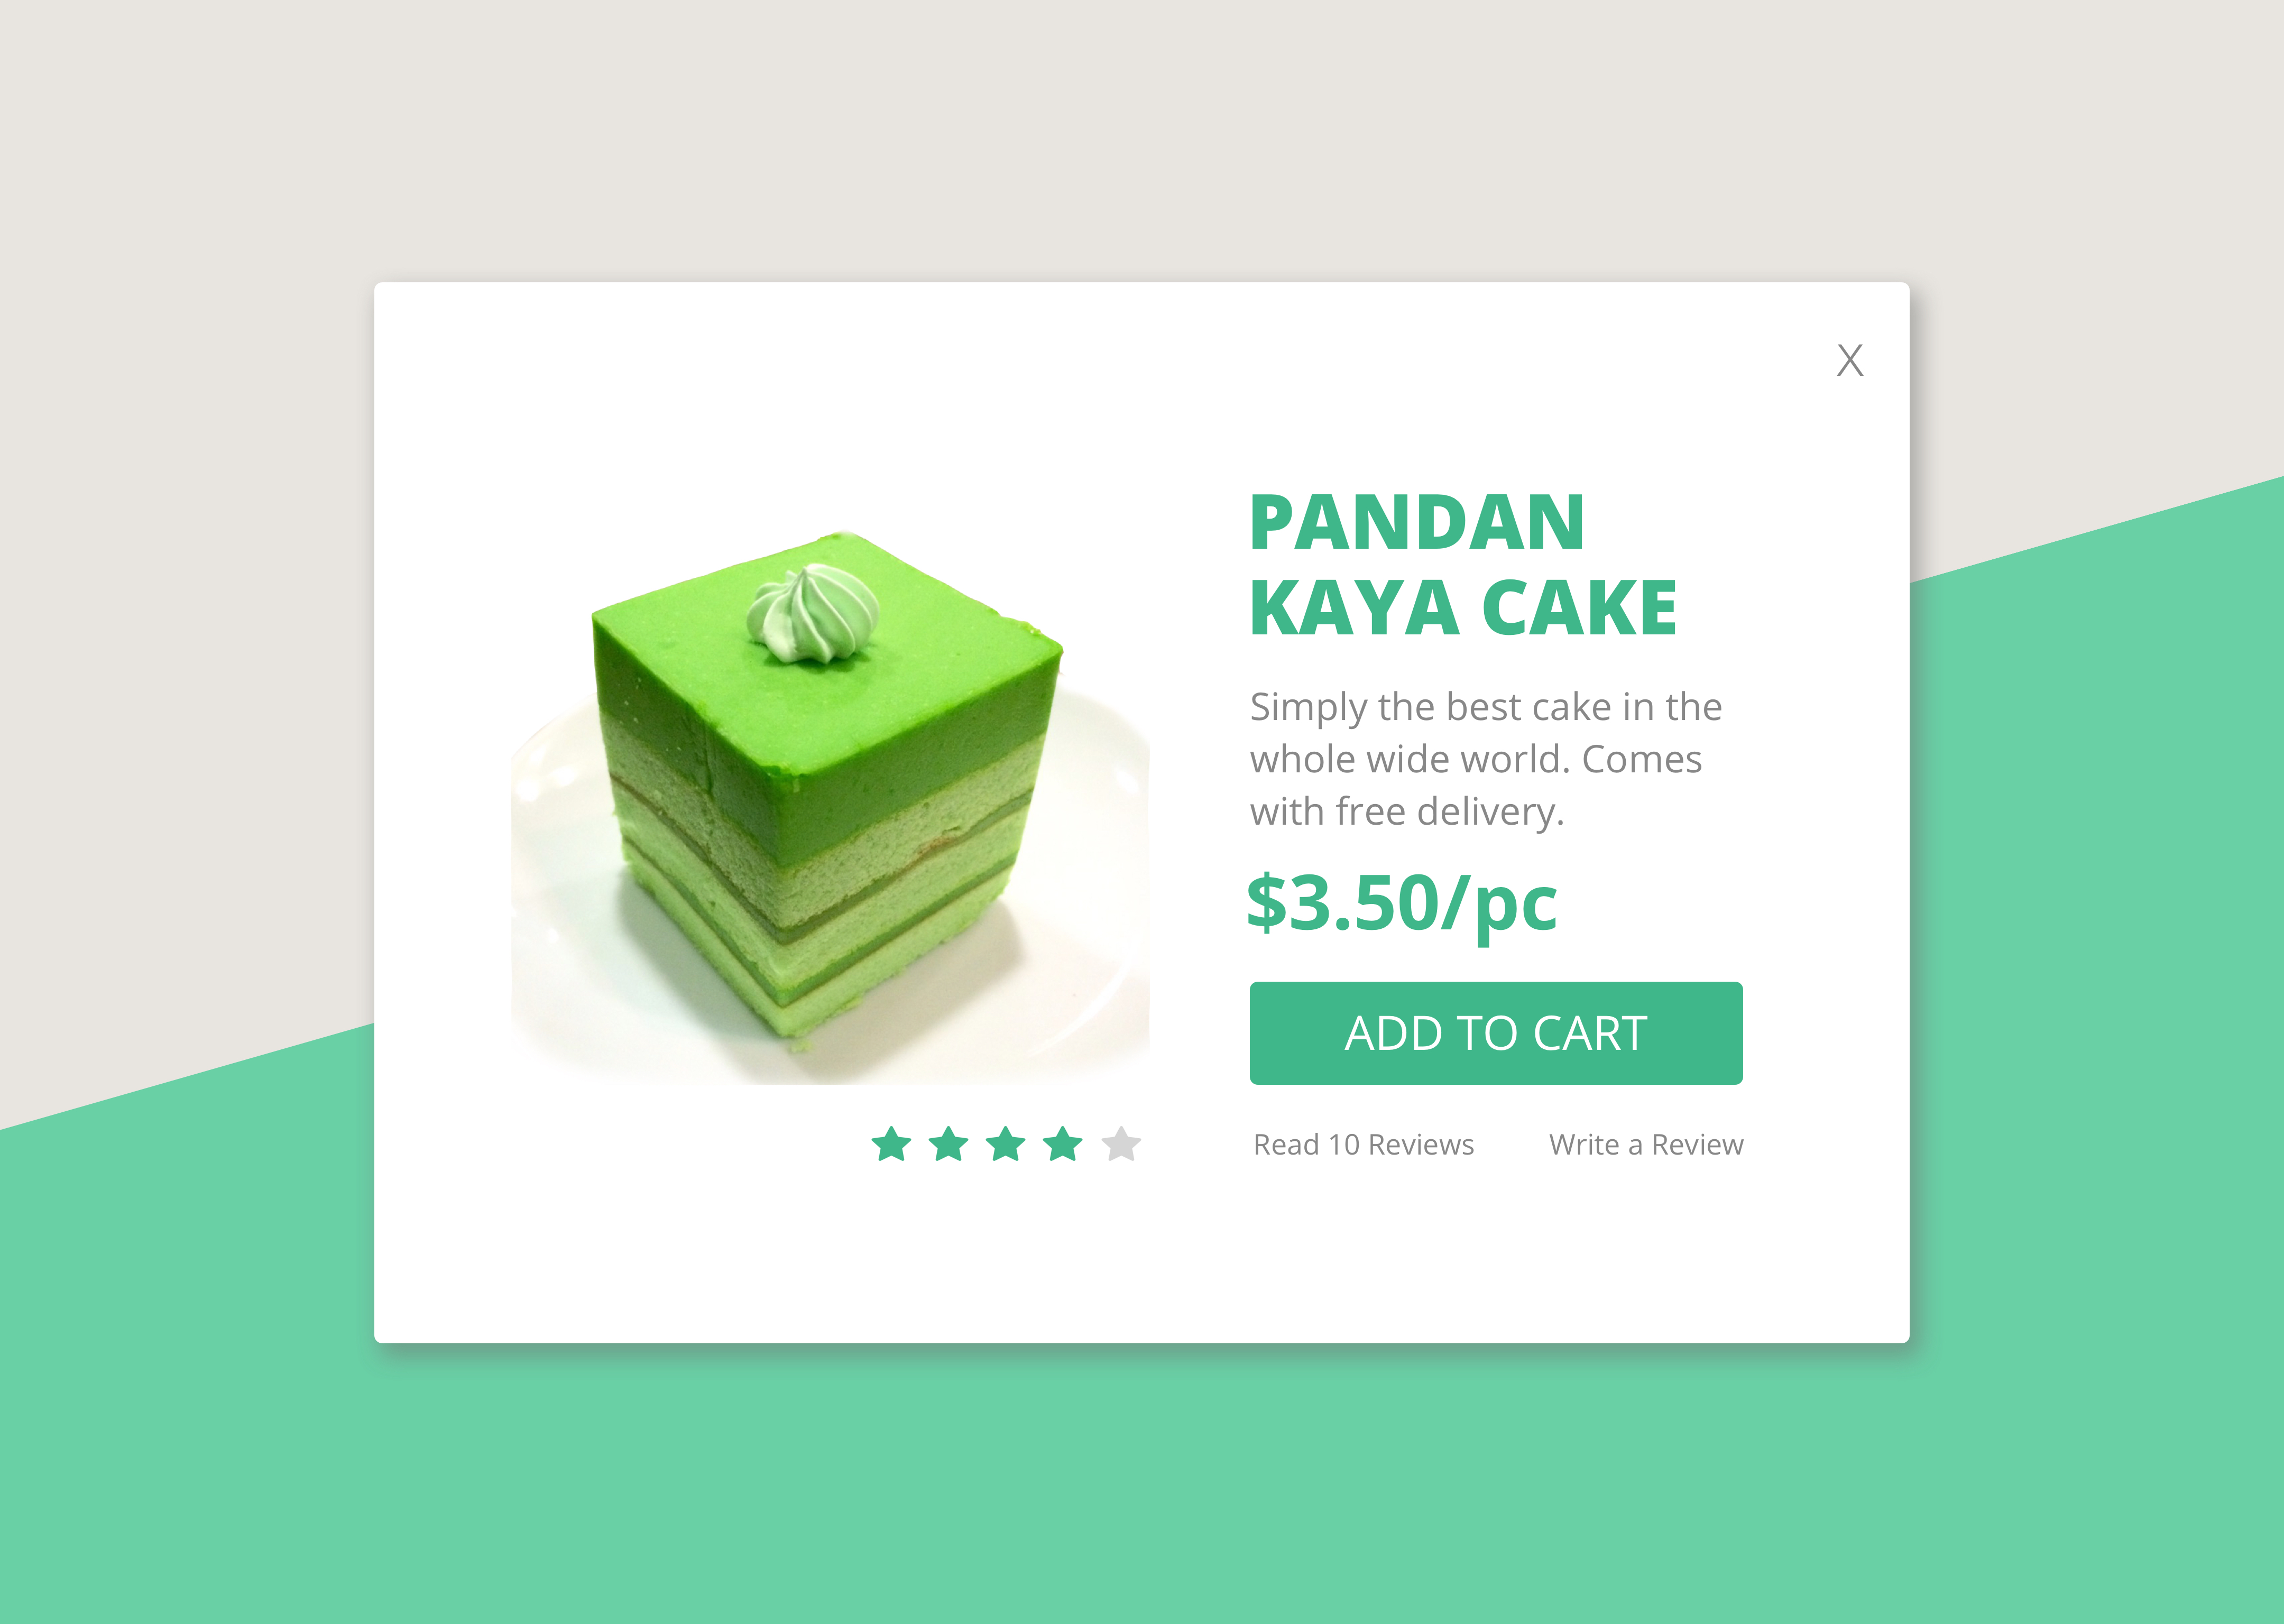 X
PANDAN
KAYA CAKE
Simply the best cake in the
whole wide world. Comes
with free delivery.
$3.50/pc
ADD TO CART
Read 10 Reviews
Write a Review